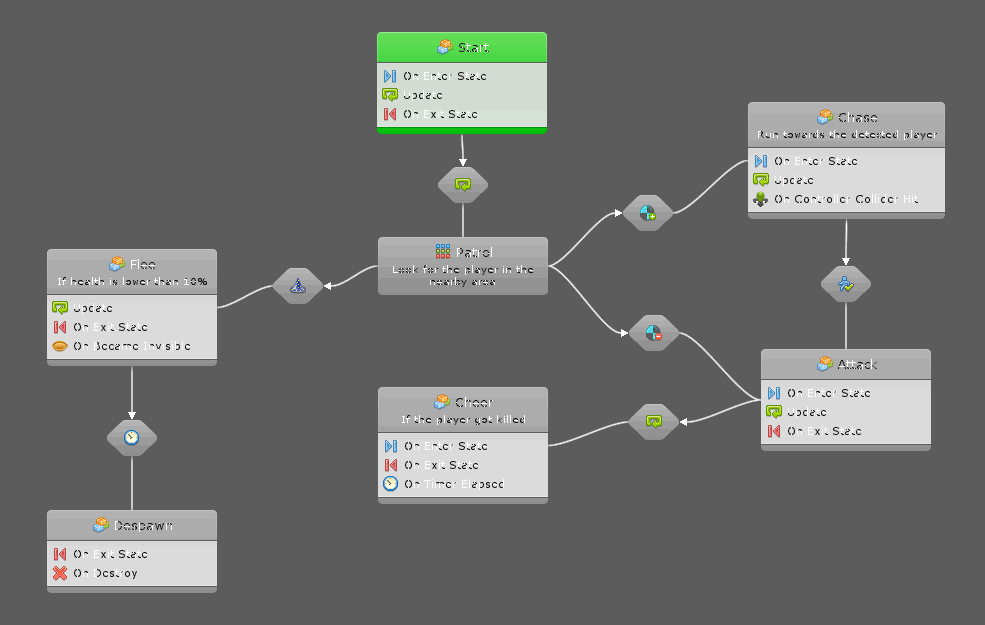 Start
On Enter State
Update
On Exit State
Chase
Run towards the detected player
On Enter State
Update
On Controller Collider Hit
Patrol
Look for the player in the
nearby area
Flee
If health is lower than 10%
Update
On Exit State
On Became Invisible
Attack
On Enter State
Update
On Exit State
Cheer
If the player got killed
On Enter State
On Exit State
On Timer Elapsed
Despawn
On Exit State
On Destroy